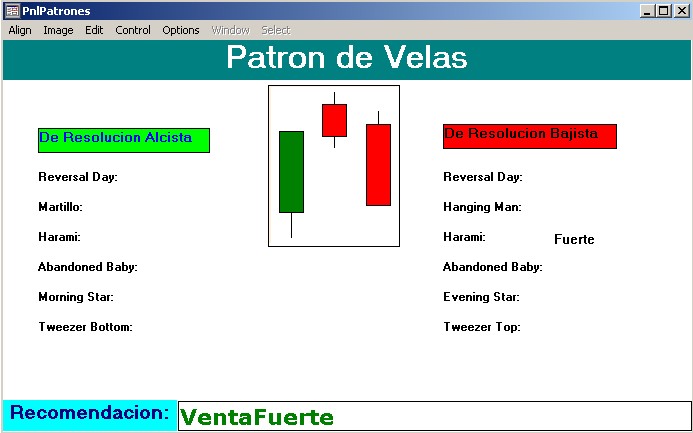 PnlPatrones
Align Image Edit Control Options Window Select
Patron de Velas
De Resolucion Alcista
Reversal Day:
Martillo:
Harami:
Abandoned Baby:
Morning Star:
Tweezer Bottom:
De Resolucion Bajista
Reversal Day:
Hanging Man:
Harami: Fuerte
Abandoned Baby:
Evening Star:
Tweezer Top:
Recomendacion: VentaFuerte